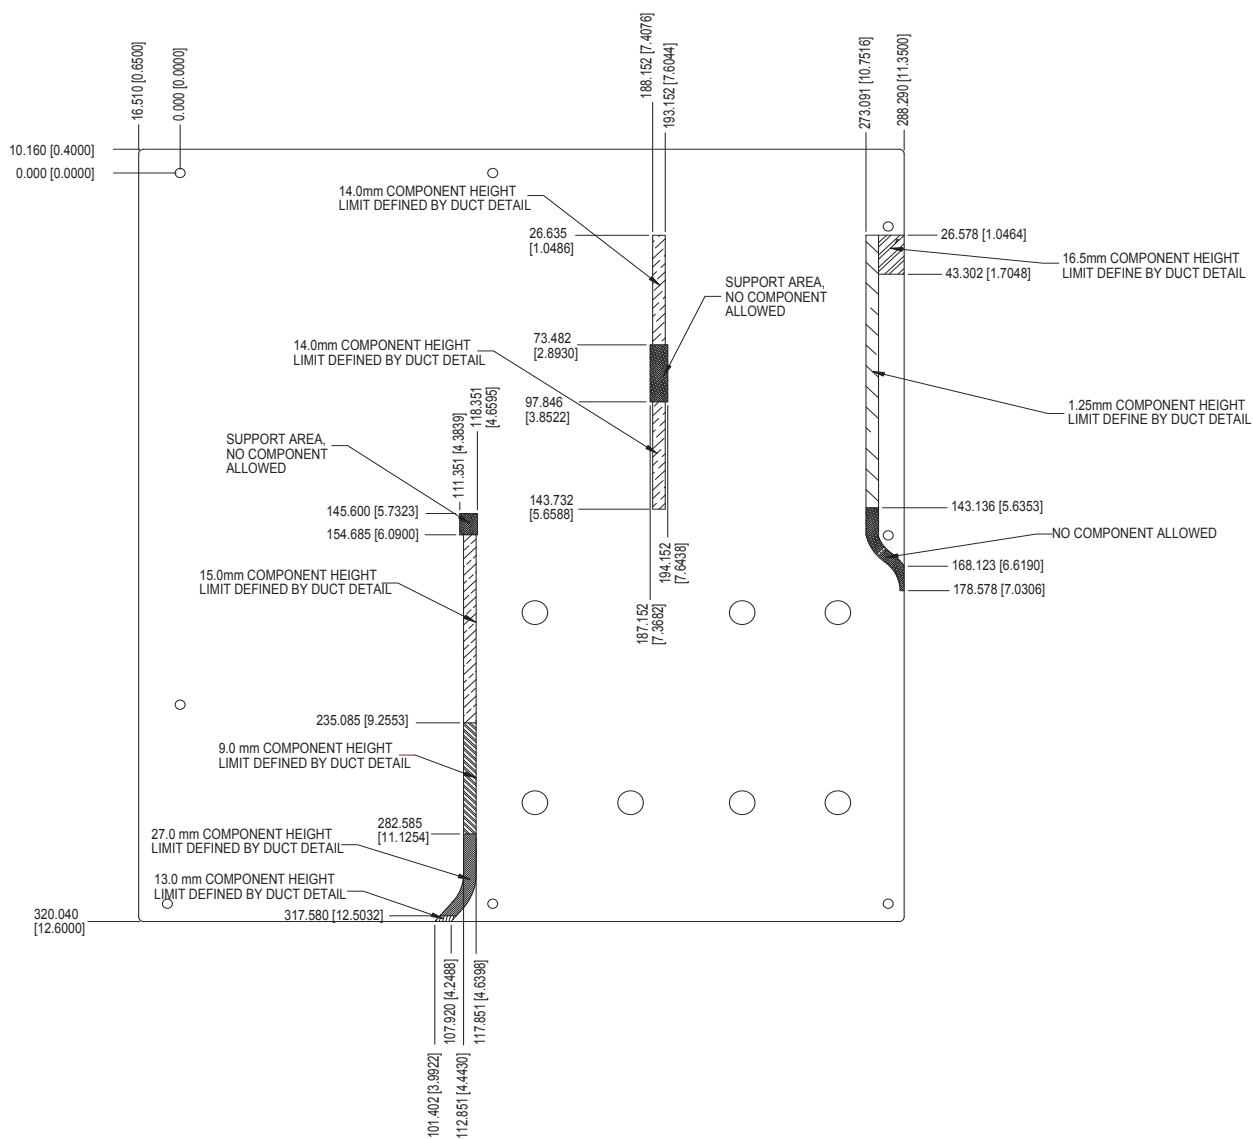 16.510 [0.6500]
0.000 [0.0000]
188.152 [7.4076]
193.152 [7.6044]
273.091 [10.7516]
288.290 [11.3500]
10.160 [0.4000]
0.000 [0.0000]
14.0mm COMPONENT HEIGHT
LIMIT DEFINED BY DUCT DETAIL
26.635
[1.0486]
26.578 [1.0464]
16.5mm COMPONENT HEIGHT
LIMIT DEFINE BY DUCT DETAIL
43.302 [1.7048]
SUPPORT AREA,
NO COMPONENT
ALLOWED
14.0mm COMPONENT HEIGHT
LIMIT DEFINED BY DUCT DETAIL
73.482
[2.8930]
97.846
[3.8522]
1.25mm COMPONENT HEIGHT
LIMIT DEFINE BY DUCT DETAIL
SUPPORT AREA,
NO COMPONENT
ALLOWED
111.351 [4.3839]
118.351
[4.6595]
143.732
[5.6588]
145.600 [5.7323]
154.685 [6.0900]
143.136 [5.6353]
NO COMPONENT ALLOWED
168.123 [6.6190]
178.578 [7.0306]
15.0mm COMPONENT HEIGHT
LIMIT DEFINED BY DUCT DETAIL
187.152
[7.3682]
194.152
[7.6438]
235.085 [9.2553]
9.0 mm COMPONENT HEIGHT
LIMIT DEFINED BY DUCT DETAIL
282.585
[11.1254]
27.0 mm COMPONENT HEIGHT
LIMIT DEFINED BY DUCT DETAIL
13.0 mm COMPONENT HEIGHT
LIMIT DEFINED BY DUCT DETAIL
320.040
[12.6000]
317.580 [12.5032]
101.402 [3.9922]
107.920 [4.2488]
112.851 [4.4430]
117.851 [4.6398]